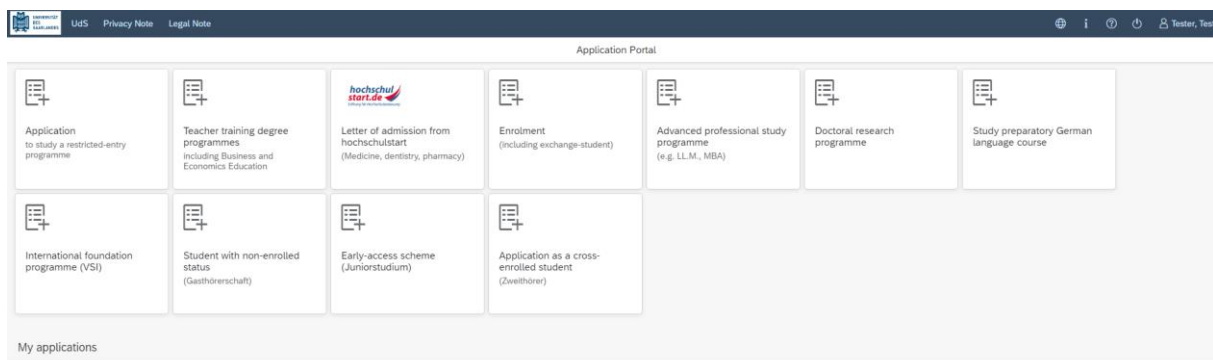 UNIVERSITÄT
DES
SAARLANDES
UdS Privacy Note Legal Note
Tester, Tes
Application Portal
Application
to study a restricted-entry
programme
Teacher training degree
programmes
including Business and
Economics Education
hochschul
start.de
Letter of admission from
hochschulstart
(Medicine, dentistry, pharmacy)
Enrolment
(including exchange-student)
Advanced professional study
programme
(e.g. LL.M., MBA)
Doctoral research
programme
Study preparatory German
language course
International foundation
programme (VSI)
Student with non-enrolled
status
(Gasthörerschaft)
Early-access scheme
(Juniorstudium)
Application as a cross-
enrolled student
(Zweithörer)
My applications